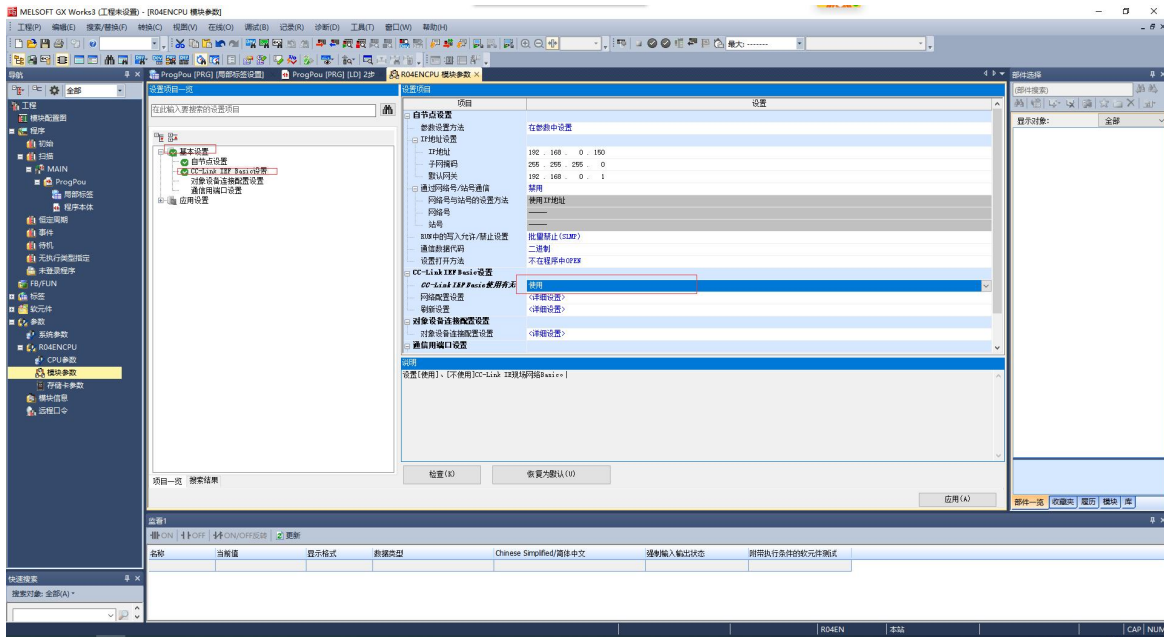 MELSOFT GX Works3 (工程未设置) - [R04ENCPU 模块参数]
工程(P) 编辑(E) 搜索/替换(F) 转换(C) 视图(V) 在线(O) 调试(B) 记录(R) 诊断(D) 工具(T) 窗口(W) 帮助(H)
最大: --------
导航
全部
工程
模块配置图
程序
初始
扫描
MAIN
ProgPou
局部标签
程序本体
恒定周期
事件
待机
无执行类型指定
未登录程序
FB/FUN
标签
软元件
参数
系统参数
R04ENCPU
CPU参数
模块参数
存储卡参数
模块信息
远程口令
快速搜索
搜索对象: 全部(A)
ProgPou [PRG] [局部标签设置]
ProgPou [PRG] [LD] 2步
R04ENCPU 模块参数
设置项目一览
在此输入要搜索的设置项目
基本设置
自节点设置
CC-Link IEF Basic设置
对象设备连接配置设置
通信用端口设置
应用设置
项目一览 搜索结果
设置项目
项目 设置
自节点设置
参数设置方法 在参数中设置
IP地址设置
IP地址 192 . 168 . 0 . 150
子网掩码 255 . 255 . 255 . 0
默认网关 192 . 168 . 0 . 1
通过网络号/站号通信 禁用
网络号与站号的设置方法 使用IP地址
网络号
站号
RUN中的写入允许/禁止设置 批量禁止(SLMP)
通信数据代码 二进制
设置打开方法 不在程序中OPEN
CC-Link IEF Basic设置
CC-Link IEF Basic使用有无 使用
网络配置设置 <详细设置>
刷新设置 <详细设置>
对象设备连接配置设置
对象设备连接配置设置 <详细设置>
通信用端口设置
说明
设置[使用]、[不使用]CC-Link IE现场网络Basic。
检查(K) 恢复为默认(U)
应用(A)
部件选择
(部件搜索)
显示对象: 全部
部件一览 收藏夹 履历 模块 库
监看1
ON OFF ON/OFF反转 更新
名称 当前值 显示格式 数据类型 Chinese Simplified/简体中文 强制输入输出状态 附带执行条件的软元件测试
R04EN 本站 CAP NUM